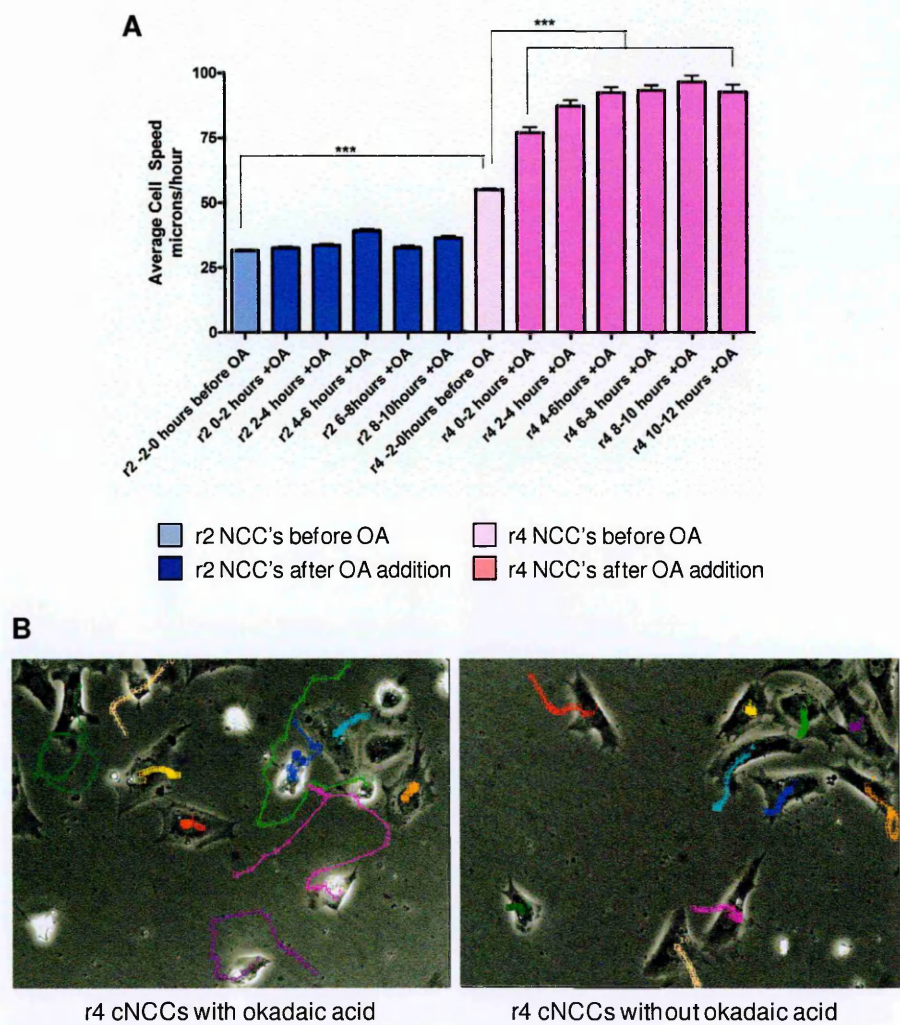 A
***
***
Average Cell Speed
microns/hour
100
75
50
25
0
r2 -2-0 hours before OA
r2 0-2 hours +OA
r2 2-4 hours +OA
r2 4-6 hours +OA
r2 6-8hours +OA
r2 8-10hours +OA
r4 -2-0hours before OA
r4 0-2 hours +OA
r4 2-4 hours +OA
r4 4-6hours +OA
r4 6-8 hours +OA
r4 8-10 hours +OA
r4 10-12 hours +OA
r2 NCC's before OA
r4 NCC's before OA
r2 NCC's after OA addition
r4 NCC's after OA addition
B
r4 cNCCs with okadaic acid
r4 cNCCs without okadaic acid